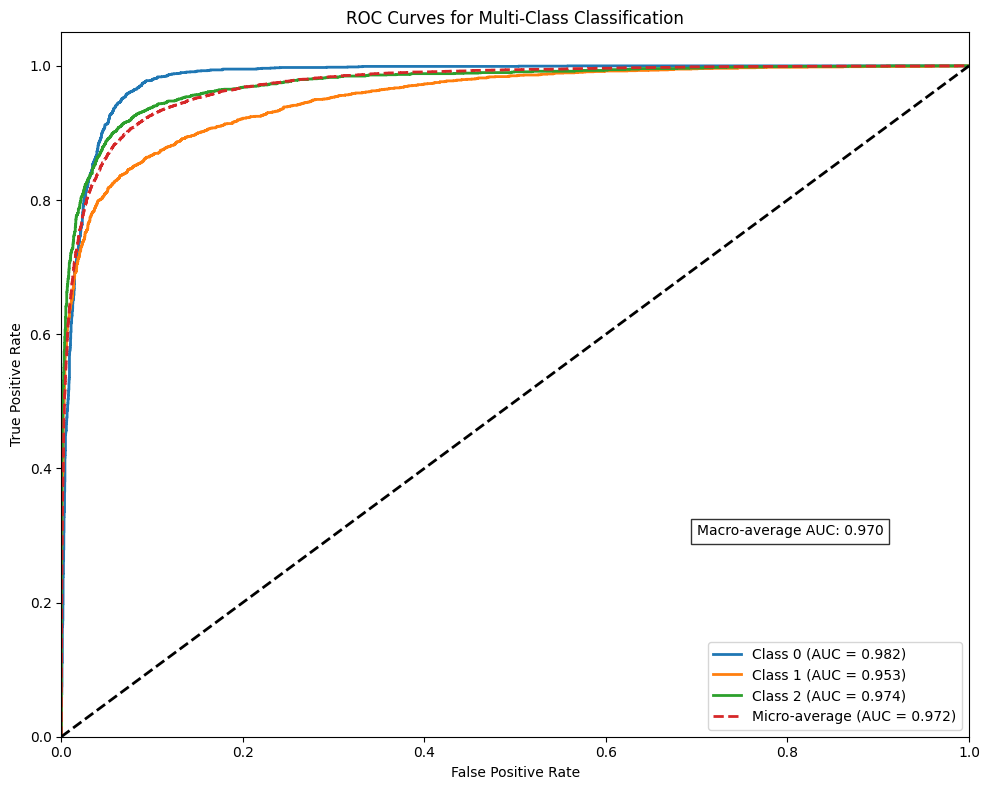 ROC Curves for Multi-Class Classification
1.0
0.8
0.6
0.4
0.2
0.0
True Positive Rate
Macro-average AUC: 0.970
Class 0 (AUC = 0.982)
Class 1 (AUC = 0.953)
Class 2 (AUC = 0.974)
Micro-average (AUC = 0.972)
0.0 0.2 0.4 0.6 0.8 1.0
False Positive Rate